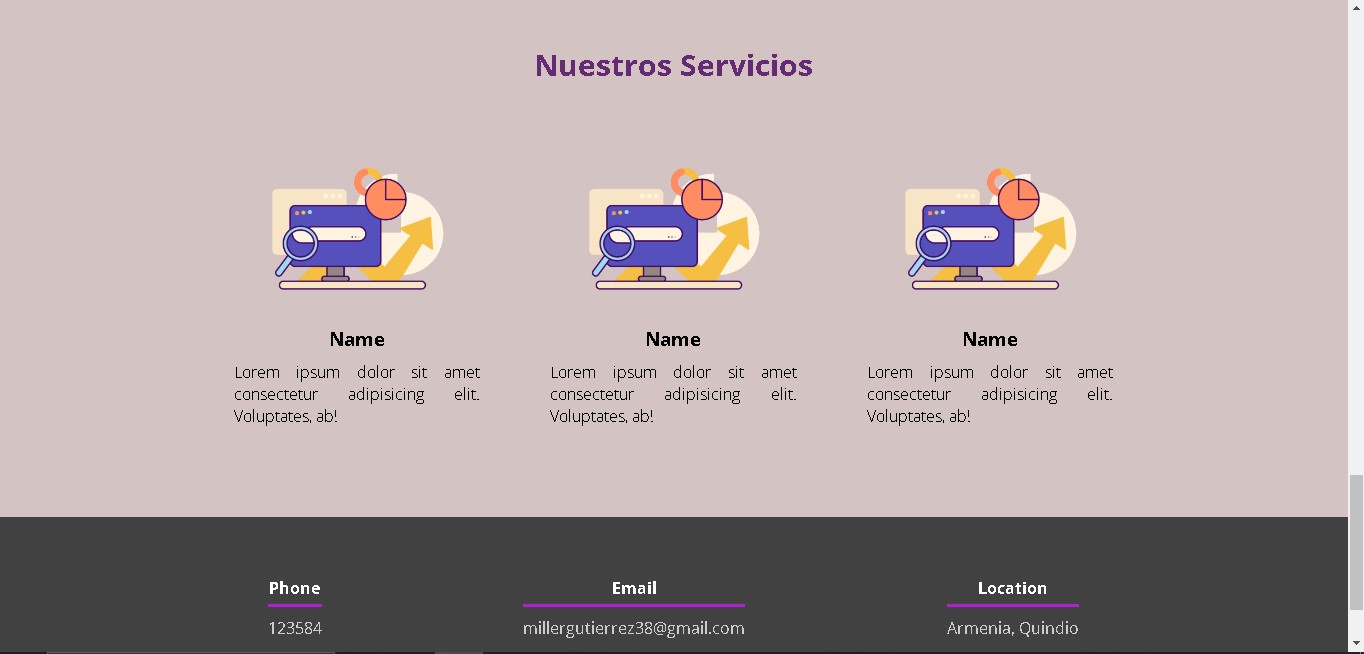 Nuestros Servicios
Name
Lorem ipsum dolor sit amet
consectetur adipisicing elit.
Voluptates, ab!
Name
Lorem ipsum dolor sit amet
consectetur adipisicing elit.
Voluptates, ab!
Name
Lorem ipsum dolor sit amet
consectetur adipisicing elit.
Voluptates, ab!
Phone
123584
Email
millergutierrez38@gmail.com
Location
Armenia, Quindio